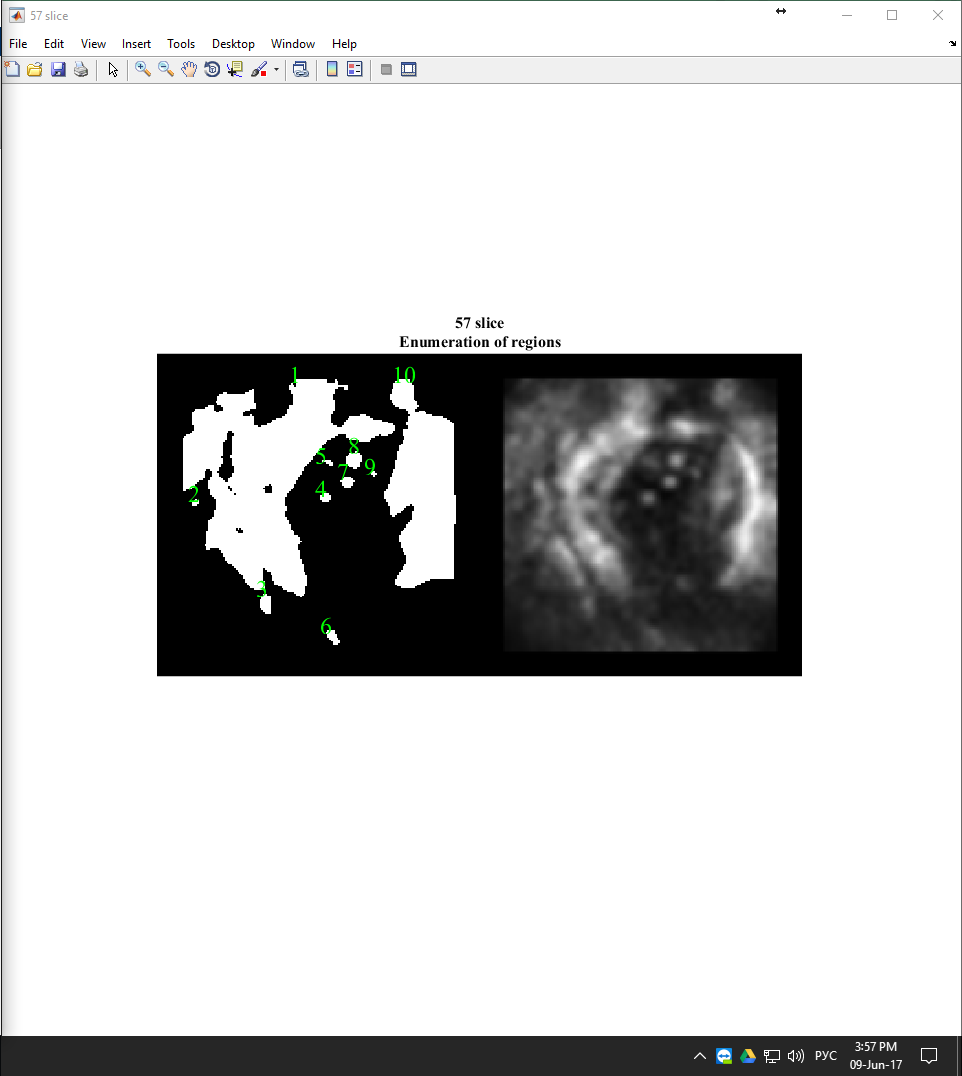 57 slice
File Edit View Insert Tools Desktop Window Help
57 slice
Enumeration of regions
1 10
8
5 9
7
4
2
3
6
РУС 3:57 PM
09-Jun-17